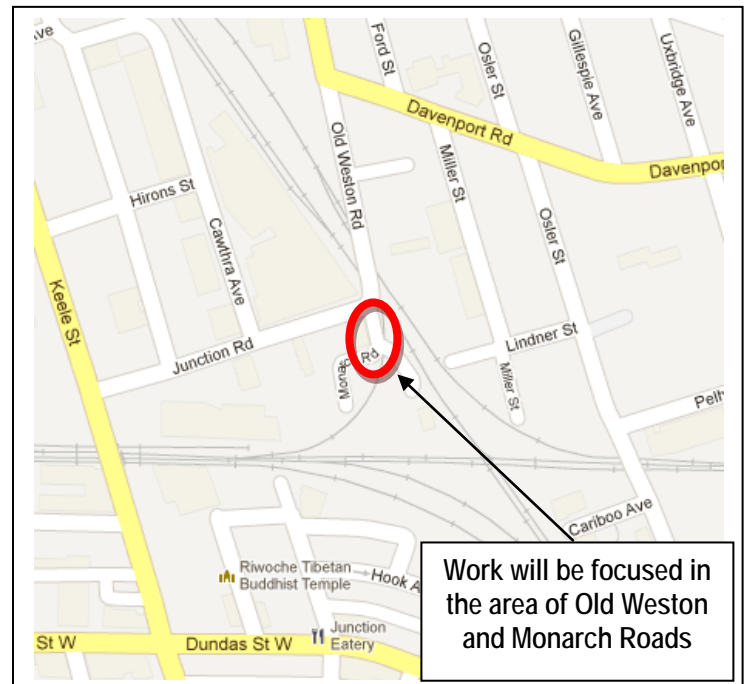 ve
Ford St
Osler St
Gillespie Ave
Uxbridge Ave
Davenport Rd
Old Weston Rd
Miller St
Davenpor
Hirons St
Cawthra Ave
Osler St
Keele St
Junction Rd
Lindner St
Rd
Miller St
Pelh
Cariboo Ave
Riwoche Tibetan
Buddhist Temple
Hook A
Junction
Eatery
St W
Dundas St W
Work will be focused in
the area of Old Weston
and Monarch Roads